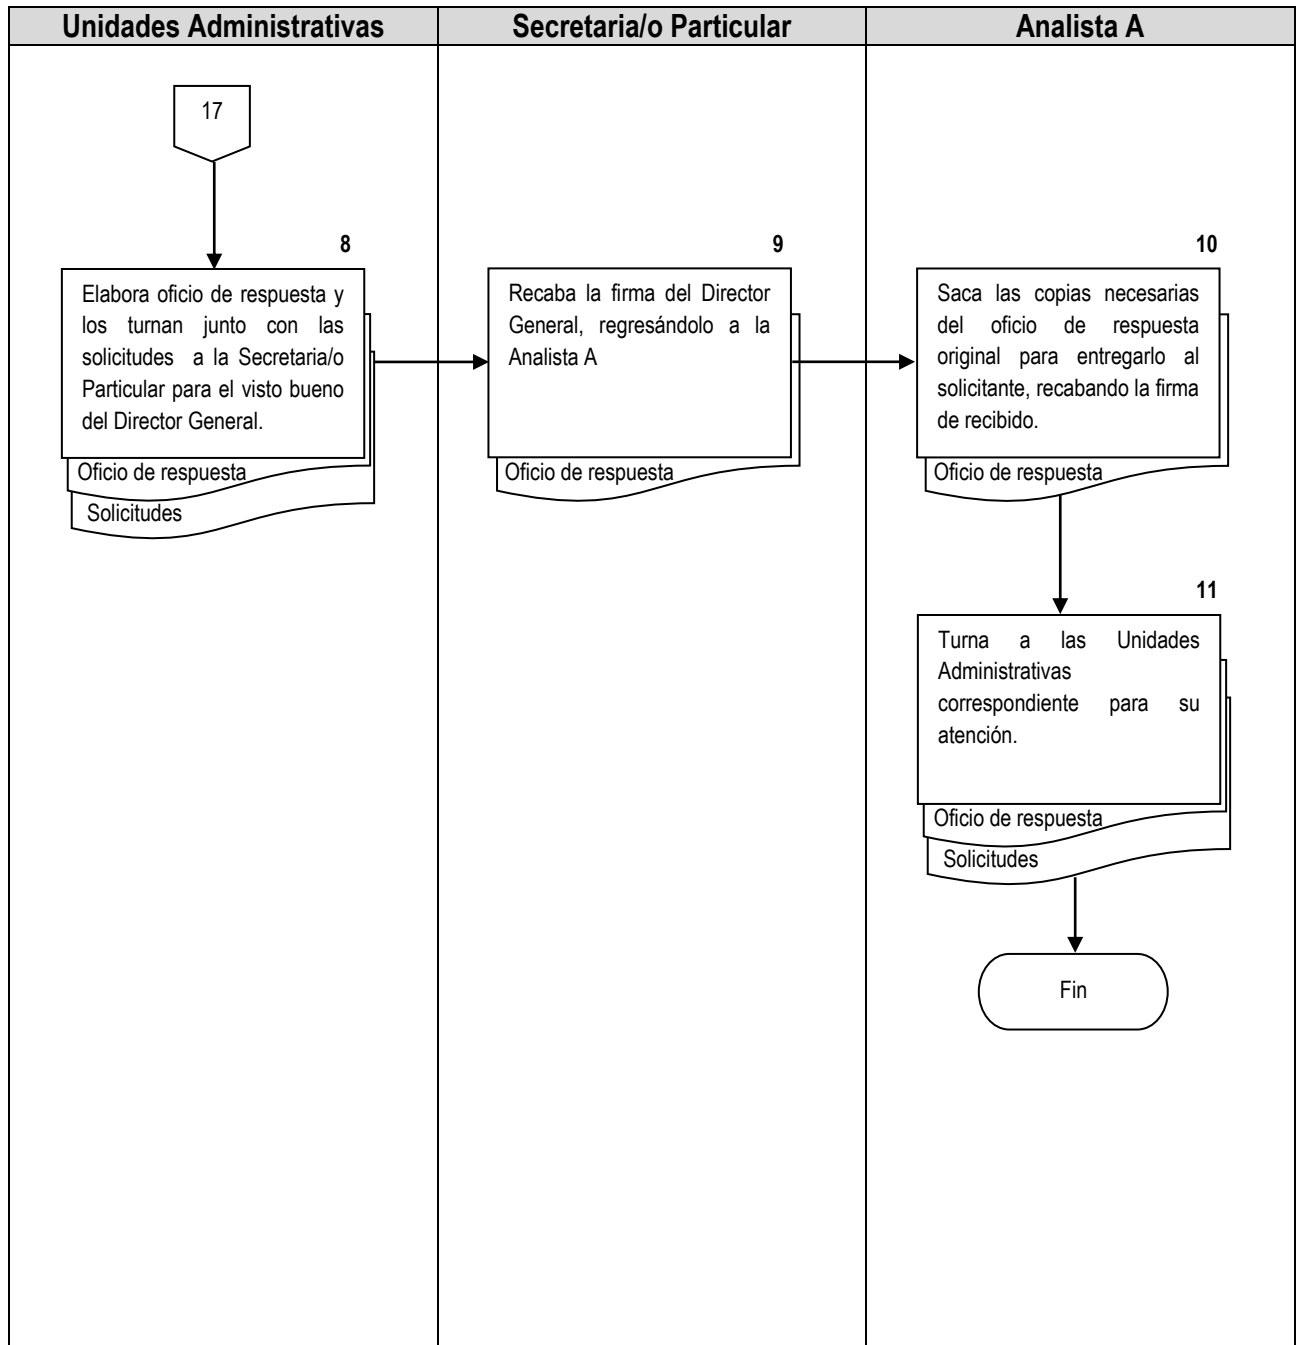 Unidades Administrativas
Secretaria/o Particular
Analista A
17
8
Elabora oficio de respuesta y
los turnan junto con las
solicitudes a la Secretaria/o
Particular para el visto bueno
del Director General.
Oficio de respuesta
Solicitudes
9
Recaba la firma del Director
General, regresándolo a la
Analista A
Oficio de respuesta
10
Saca las copias necesarias
del oficio de respuesta
original para entregarlo al
solicitante, recabando la firma
de recibido.
Oficio de respuesta
11
Turna a las Unidades
Administrativas
correspondiente para su
atención.
Oficio de respuesta
Solicitudes
Fin